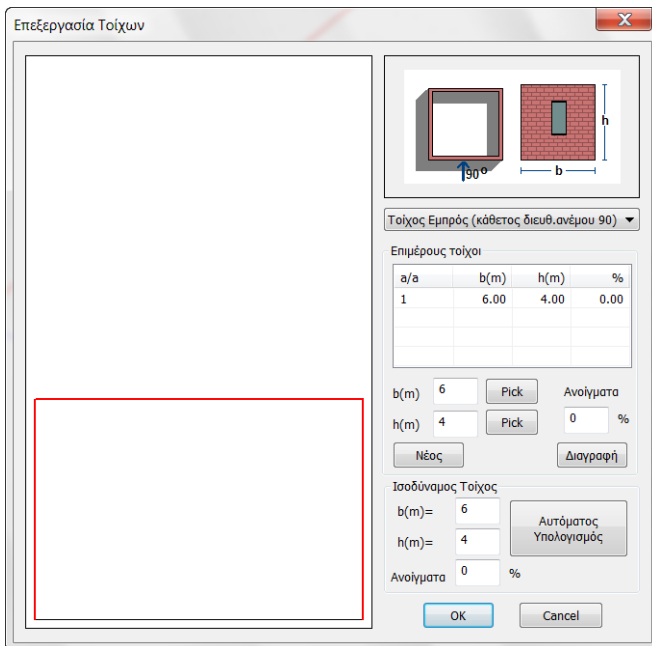 Επεξεργασία Τοίχων
h
90º
b
Τοίχος Εμπρός (κάθετος διευθ.ανέμου 90)
Επιμέρους τοίχοι
a/a b(m) h(m) %
1 6.00 4.00 0.00
b(m) 6 Pick Ανοίγματα
h(m) 4 Pick 0 %
Νέος Διαγραφή
Ισοδύναμος Τοίχος
b(m)= 6
h(m)= 4
Αυτόματος
Υπολογισμός
Ανοίγματα 0 %
OK Cancel